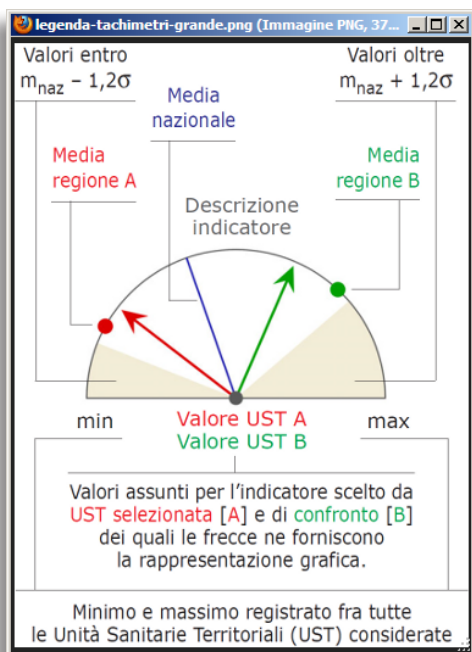 legenda-tachimetri-grande.png (Immagine PNG, 37...
Valori entro
m_naz – 1,2σ
Valori oltre
m_naz + 1,2σ
Media
nazionale
Media
regione A
Media
regione B
Descrizione
indicatore
min
Valore UST A
Valore UST B
max
Valori assunti per l'indicatore scelto da
UST selezionata [A] e di confronto [B]
dei quali le frecce ne forniscono
la rappresentazione grafica.
Minimo e massimo registrato fra tutte
le Unità Sanitarie Territoriali (UST) considerate